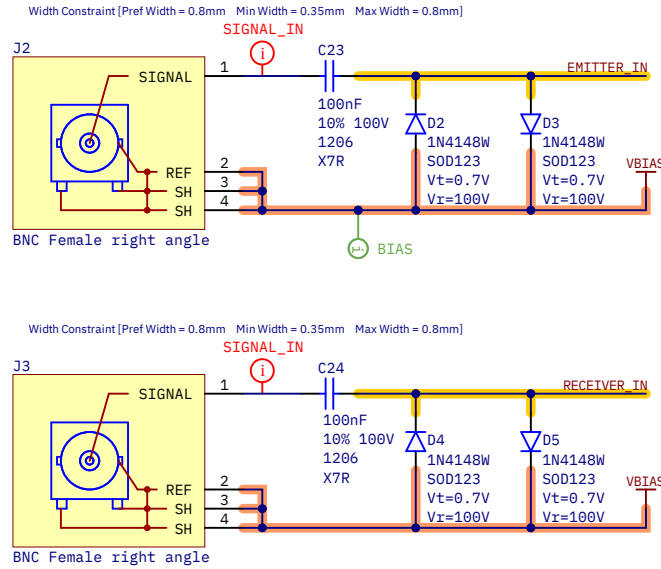 Width Constraint [Pref Width = 0.8mm Min Width = 0.35mm Max Width = 0.8mm]
SIGNAL_IN
J2
C23
1
SIGNAL
EMITTER_IN
100nF
10% 100V
1206
X7R
D2
1N4148W
SOD123
Vt=0.7V
Vr=100V
D3
1N4148W
SOD123
Vt=0.7V
Vr=100V
VBIAS
REF
2
SH
3
SH
4
BNC Female right angle
i
BIAS
Width Constraint [Pref Width = 0.8mm Min Width = 0.35mm Max Width = 0.8mm]
SIGNAL_IN
i
J3
C24
1
SIGNAL
RECEIVER_IN
100nF
10% 100V
1206
X7R
D4
1N4148W
SOD123
Vt=0.7V
Vr=100V
D5
1N4148W
SOD123
Vt=0.7V
Vr=100V
VBIAS
REF
2
SH
3
SH
4
BNC Female right angle